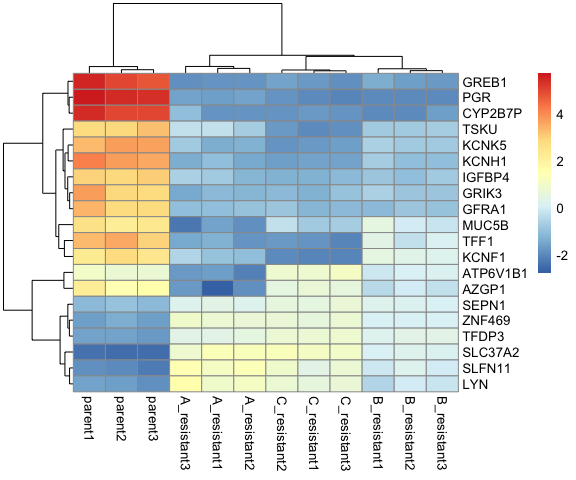 GREB1
PGR
CYP2B7P
TSKU
KCNK5
KCNH1
IGFBP4
GRIK3
GFRA1
MUC5B
TFF1
KCNF1
ATP6V1B1
AZGP1
SEPN1
ZNF469
TFDP3
SLC37A2
SLFN11
LYN
4
2
0
-2
parent1
parent2
parent3
A_resistant3
A_resistant1
A_resistant2
C_resistant2
C_resistant1
C_resistant3
B_resistant1
B_resistant2
B_resistant3